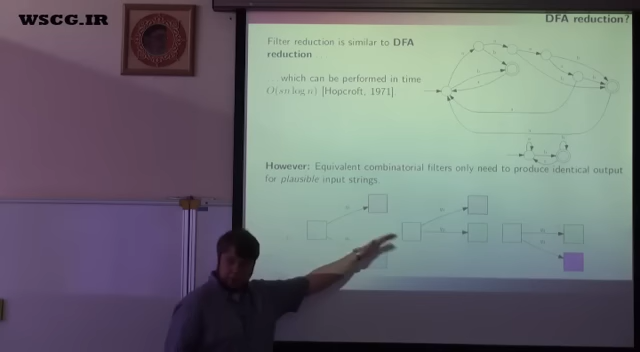 WSCG.IR
DFA reduction?
Filter reduction is similar to DFA
reduction
... which can be performed in time
O(sn log n) [Hopcroft, 1971]
However: Equivalent combinatorial filters only need to produce identical output
for plausible input strings.